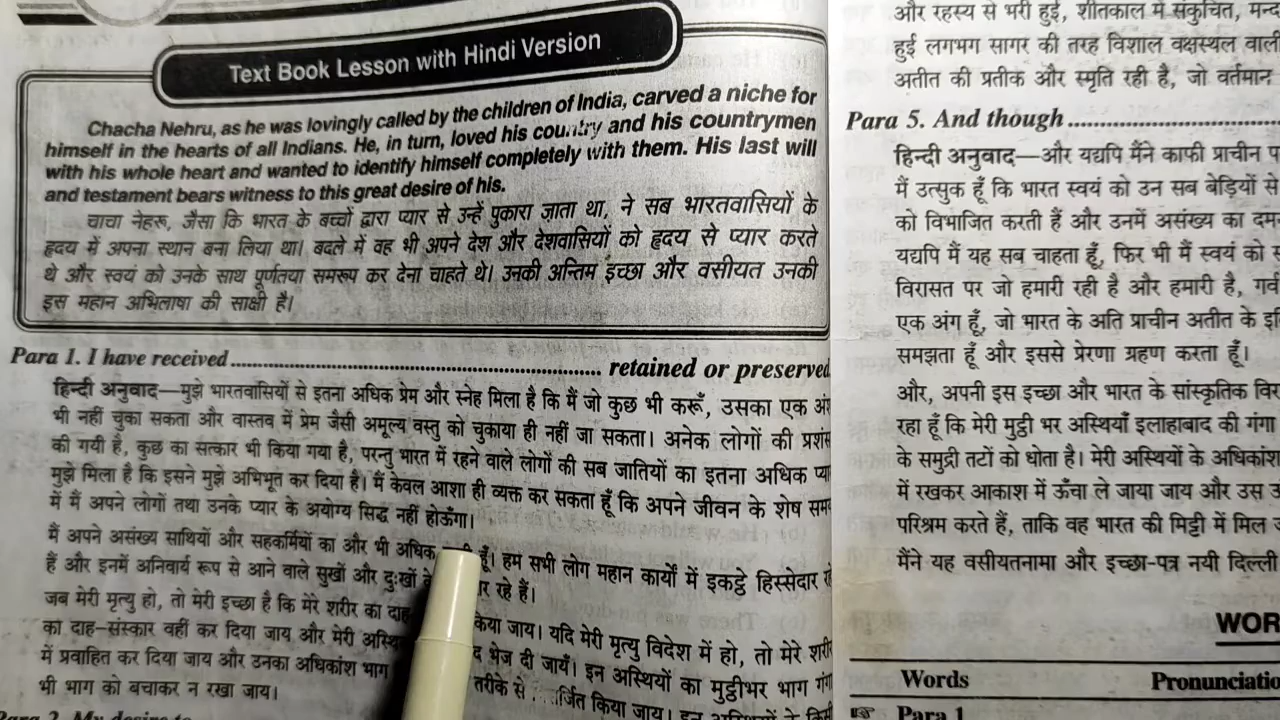 Text Book Lesson with Hindi Version
Chacha Nehru, as he was lovingly called by the children of India, carved a niche for
himself in the hearts of all Indians. He, in turn, loved his country and his countrymen
with his whole heart and wanted to identify himself completely with them. His last will
and testament bears witness to this great desire of his.
चाचा नेहरू, जैसा कि भारत के बच्चों द्वारा प्यार से उन्हें पुकारा जाता था, ने सब भारतवासियों के
हृदय में अपना स्थान बना लिया था। बदले में वह भी अपने देश और देशवासियों को हृदय से प्यार करते
थे और स्वयं को उनके साथ पूर्णतया समरूप कर देना चाहते थे। उनकी अन्तिम इच्छा और वसीयत उनकी
इस महान अभिलाषा की साक्षी है।
Para 1. I have received ........................ retained or preserved
हिन्दी अनुवाद—मुझे भारतवासियों से इतना अधिक प्रेम और स्नेह मिला है कि मैं जो कुछ भी करूँ, उसका एक
भी नहीं चुका सकता और वास्तव में प्रेम जैसी अमूल्य वस्तु को चुकाया ही नहीं जा सकता। अनेक लोगों की
की गयी है, कुछ का सत्कार भी किया गया है, परन्तु भारत में रहने वाले लोगों की सब जातियों का इतना अधिक
मुझे मिला है कि इसने मुझे अभिभूत कर दिया है। मैं केवल आशा ही व्यक्त कर सकता हूँ कि अपने जीवन के शेष
में मैं अपने लोगों तथा उनके प्यार के अयोग्य सिद्ध नहीं होऊँगा।
मैं अपने असंख्य साथियों और सहकर्मियों का और भी अधिक हूँ। हम सभी लोग महान कार्यों में इकट्ठे हिस्सेदार
हैं और इनमें अनिवार्य रूप से आने वाले सुखों और दुःखों रहे हैं।
जब मेरी मृत्यु हो, तो मेरी इच्छा है कि मेरे शरीर का दाह किया जाय। यदि मेरी मृत्यु विदेश में हो, तो मेरे
का दाह-संस्कार वहीं कर दिया जाय और मेरी भेज दी जायँ। इन अस्थियों का मुट्ठीभर भाग
में प्रवाहित कर दिया जाय और उनका अधिकांश भाग तरीके से किया जाय।
भी भाग को बचाकर न रखा जाय।
और रहस्य से भरी हुई, शीतकाल में संकुचित,
हुई लगभग सागर की तरह विशाल वक्षस्थल वाली
अतीत की प्रतीक और स्मृति रही है, जो वर्तमान
Para 5. And though ........................
हिन्दी अनुवाद—और यद्यपि मैंने काफी प्राचीन
मैं उत्सुक हूँ कि भारत स्वयं को उन सब बेड़ियों से
को विभाजित करती हैं और उनमें असंख्य का
यद्यपि मैं यह सब चाहता हूँ, फिर भी मैं स्वयं को
विरासत पर जो हमारी रही है और हमारी है,
एक अंग हूँ, जो भारत के अति प्राचीन अतीत के
समझता हूँ और इससे प्रेरणा ग्रहण करता हूँ।
और, अपनी इस इच्छा और भारत के सांस्कृतिक
रहा हूँ कि मेरी मुट्ठी भर अस्थियाँ इलाहाबाद की गंगा
के समुद्री तटों को धोता है। मेरी अस्थियों के अधिकांश
में रखकर आकाश में ऊँचा ले जाया जाय और उस
परिश्रम करते हैं, ताकि वह भारत की मिट्टी में मिल
मैंने यह वसीयतनामा और इच्छा-पत्र नयी दिल्ली
WOR
Words Pronunciatio
Para 1